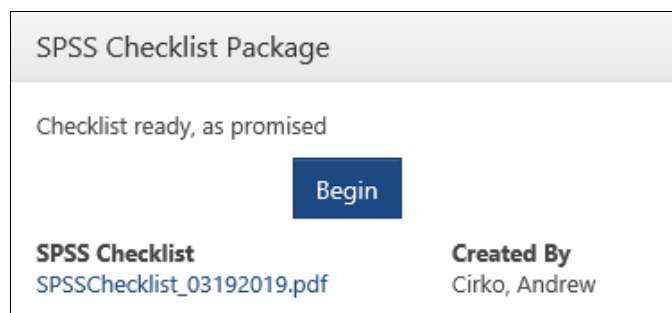 SPSS Checklist Package
Checklist ready, as promised
Begin
SPSS Checklist
SPSSChecklist_03192019.pdf
Created By
Cirko, Andrew